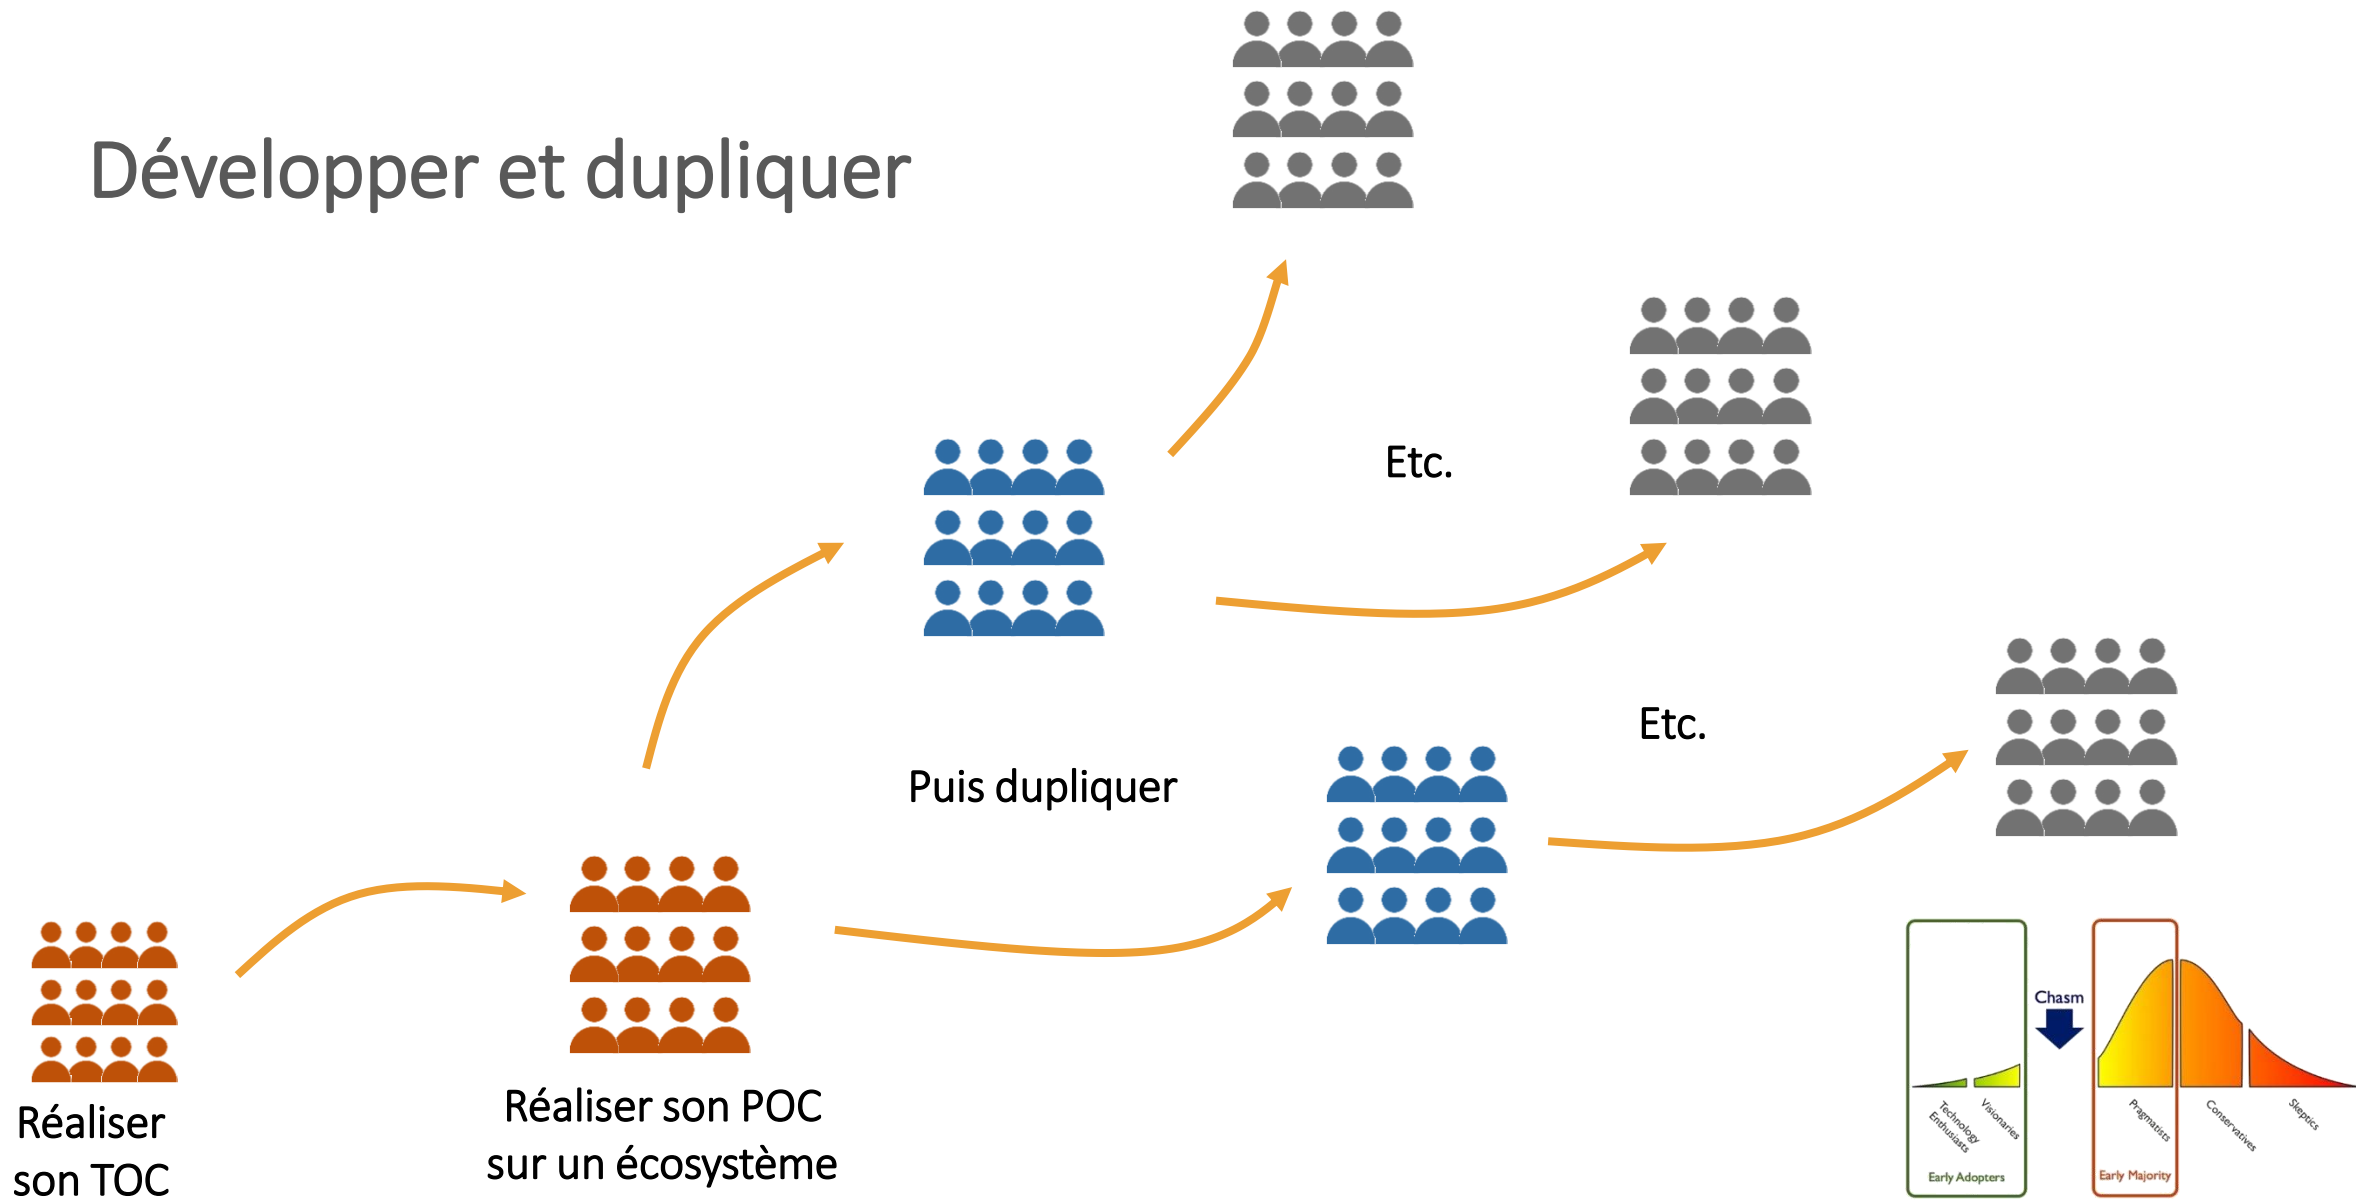 Développer et dupliquer
Etc.
Etc.
Puis dupliquer
Réaliser
son TOC
Réaliser son POC
sur un écosystème
Chasm
Technology
Enthusiasts
Visionaries
Pragmatists
Conservatives
Skeptics
Early Adopters
Early Majority